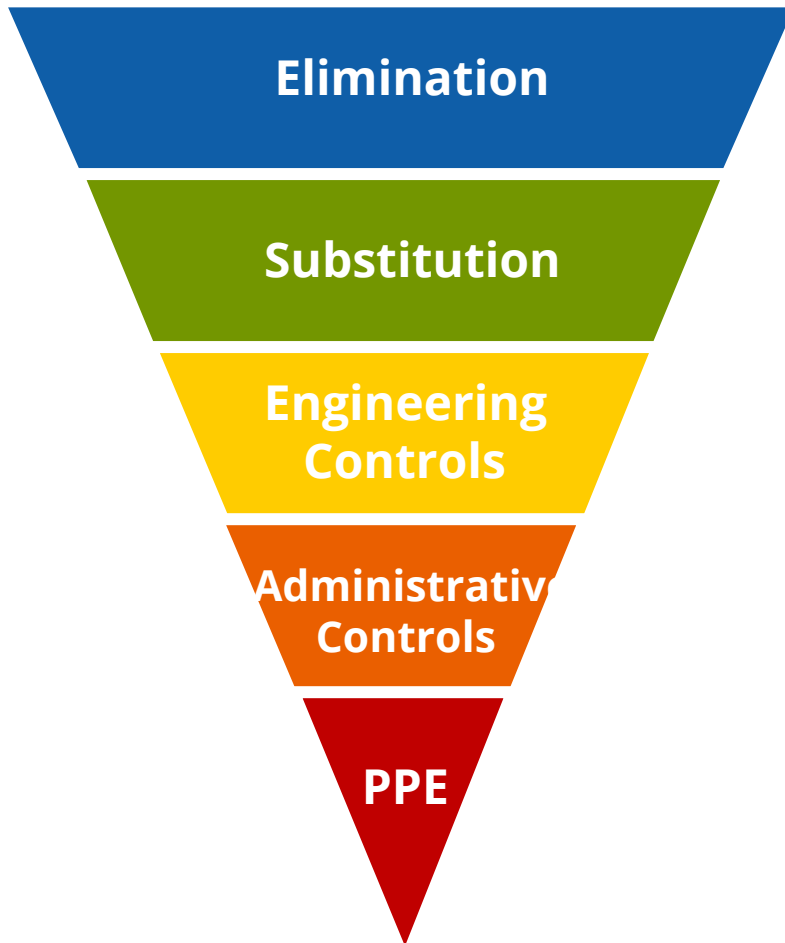 Elimination
Substitution
Engineering
Controls
Administrative
Controls
PPE